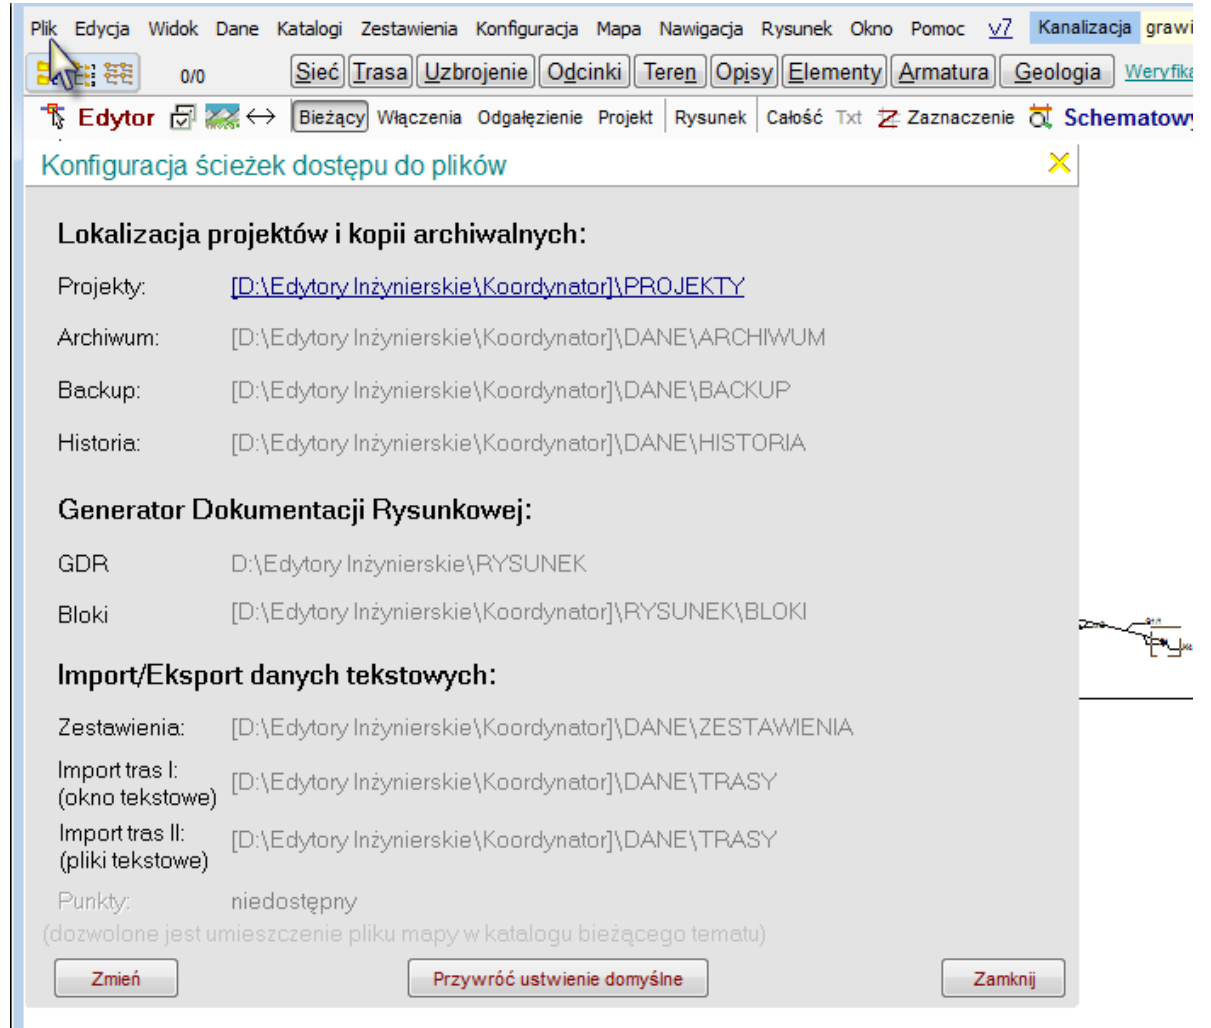 Plik Edycja Widok Dane Katalogi Zestawienia Konfiguracja Mapa Nawigacja Rysunek Okno Pomoc v7 Kanalizacja grawi
0/0 Sieć Trasa Uzbrojenie Odcinki Teren Opisy Elementy Armatura Geologia Weryfika
Edytor Bieżący Włączenia Odgałęzienie Projekt Rysunek Całość Txt Zaznaczenie Schematowy
Konfiguracja ścieżek dostępu do plików
Lokalizacja projektów i kopii archiwalnych:
Projekty: [D:\Edytory Inżynierskie\Koordynator]\PROJEKTY
Archiwum: [D:\Edytory Inżynierskie\Koordynator]\DANE\ARCHIWUM
Backup: [D:\Edytory Inżynierskie\Koordynator]\DANE\BACKUP
Historia: [D:\Edytory Inżynierskie\Koordynator]\DANE\HISTORIA
Generator Dokumentacji Rysunkowej:
GDR D:\Edytory Inżynierskie\RYSUNEK
Bloki [D:\Edytory Inżynierskie\Koordynator]\RYSUNEK\BLOKI
Import/Eksport danych tekstowych:
Zestawienia: [D:\Edytory Inżynierskie\Koordynator]\DANE\ZESTAWIENIA
Import tras I:
(okno tekstowe) [D:\Edytory Inżynierskie\Koordynator]\DANE\TRASY
Import tras II:
(pliki tekstowe) [D:\Edytory Inżynierskie\Koordynator]\DANE\TRASY
Punkty: niedostępny
(dozwolone jest umieszczenie pliku mapy w katalogu bieżącego tematu)
Zmień Przywróć ustwienie domyślne Zamknij